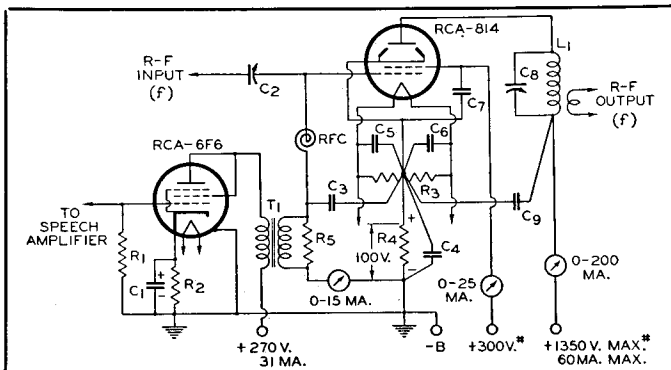 RCA-814
R-F
INPUT
(f)
C2
L1
C8
C7
R-F
OUTPUT
(f)
RCA-6F6
RFC
C5
C6
TO
SPEECH
AMPLIFIER
T1
C3
R3
C9
R1
R5
+
R4
100V.
-
C4
C1
+
-
R2
0-15 MA.
0-25
MA.
0-200
MA.
+270 V.
31 MA.
-B
+300V.#
+1350 V. MAX.#
60MA. MAX.